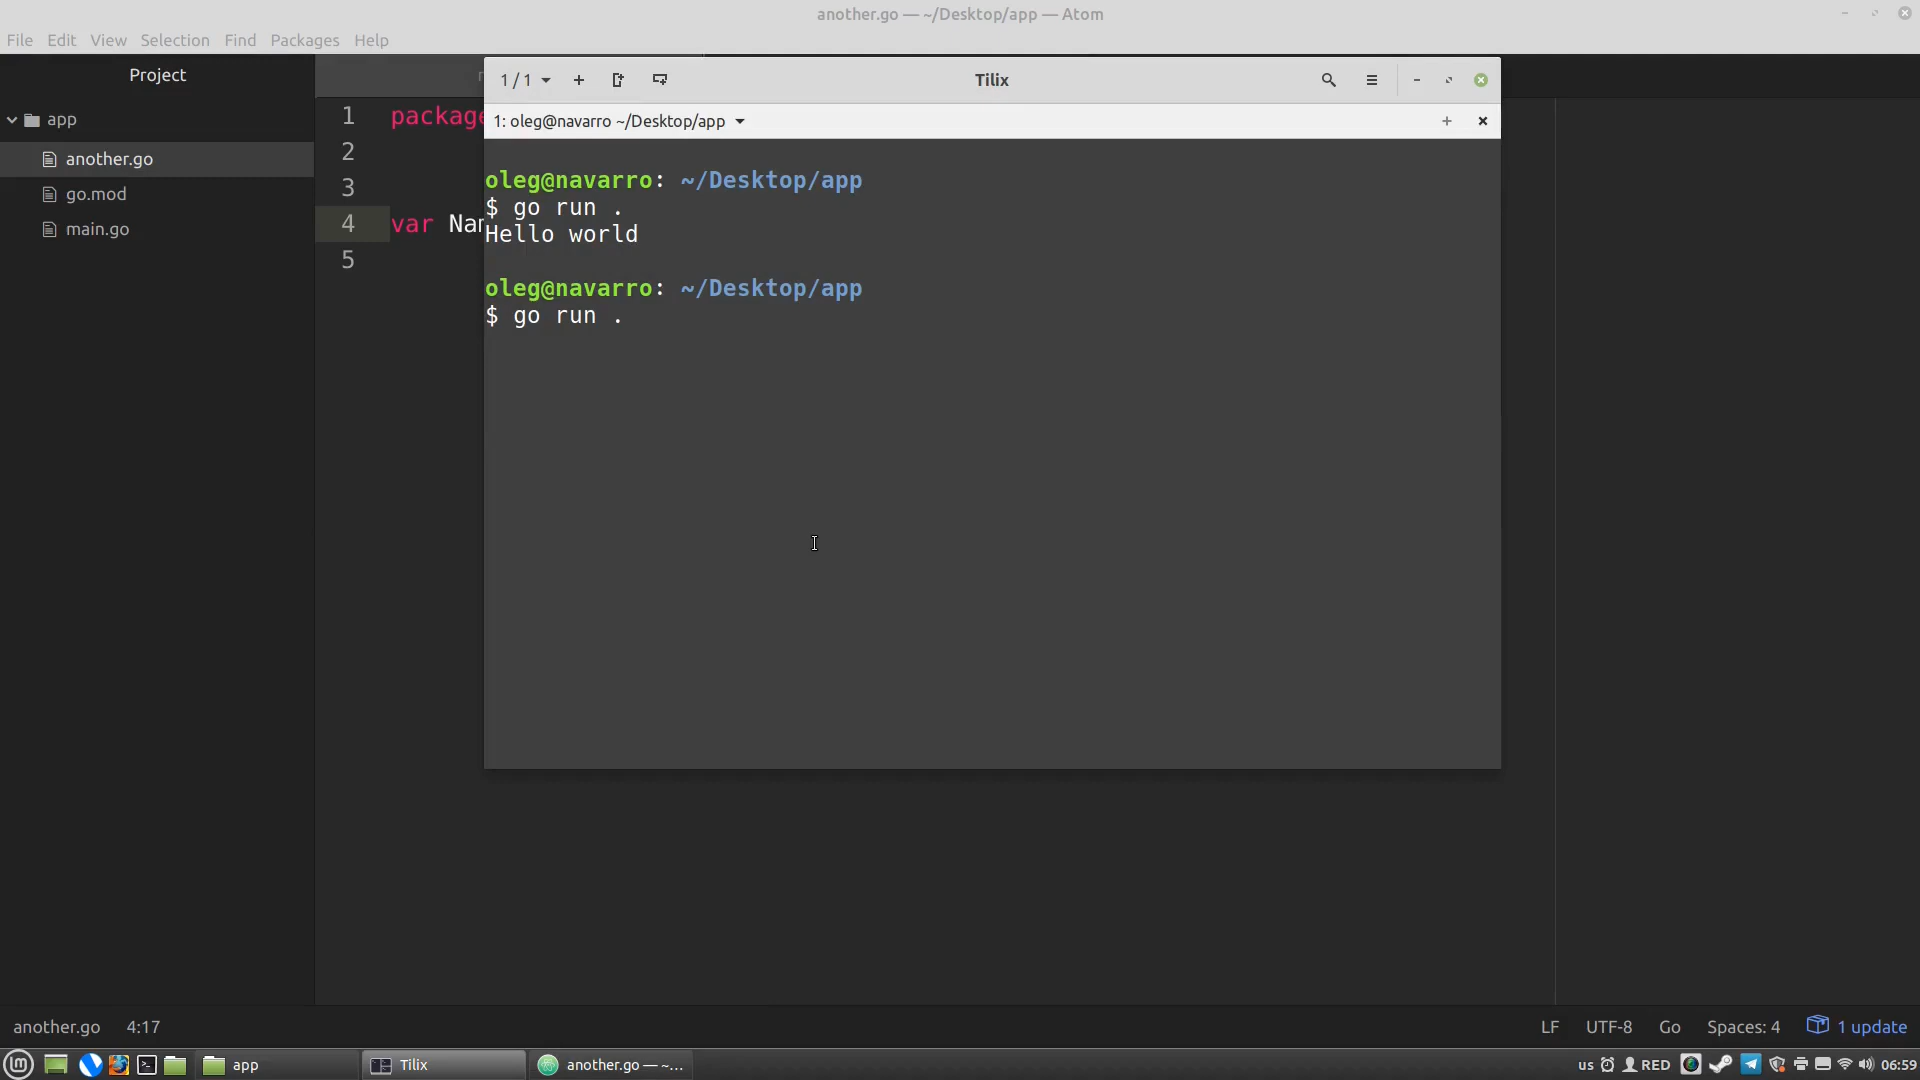 another.go — ~/Desktop/app — Atom
File Edit View Selection Find Packages Help
Project
app
another.go
go.mod
main.go
1 package
2
3
4 var Nam
5
1 / 1
Tilix
1: oleg@navarro ~/Desktop/app
oleg@navarro: ~/Desktop/app
$ go run .
Hello world
oleg@navarro: ~/Desktop/app
$ go run .
another.go 4:17
LF UTF-8 Go Spaces: 4 1 update
app
Tilix
another.go — ~...
us RED 06:59